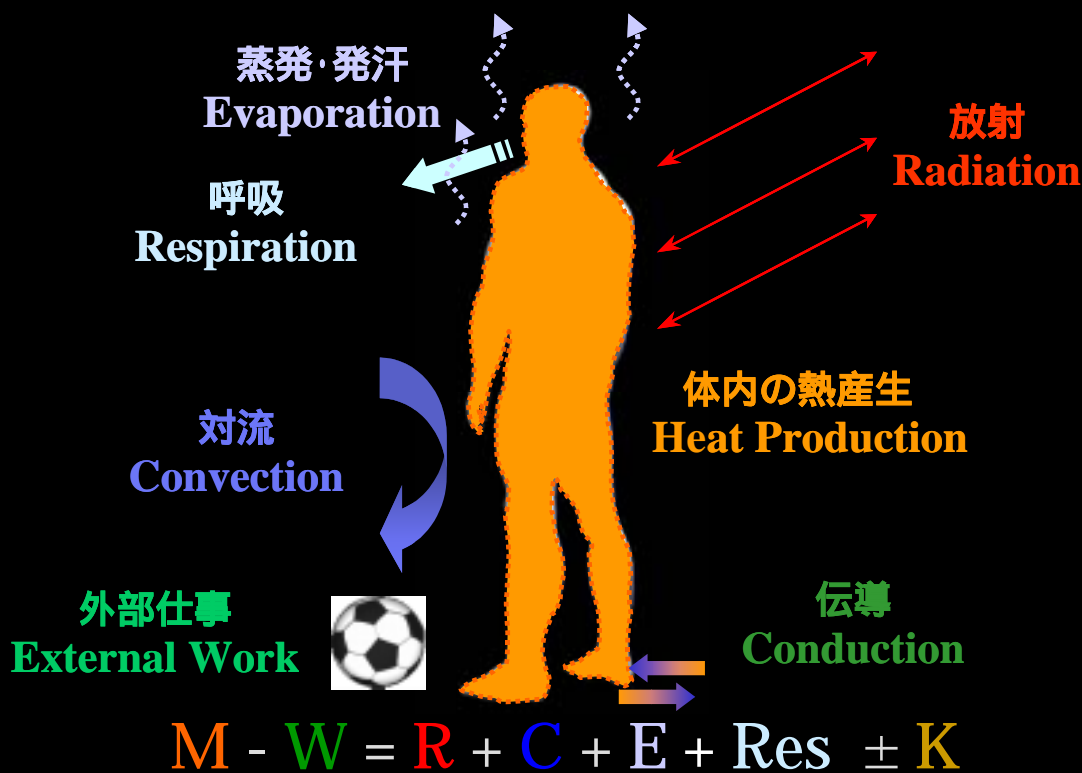 蒸発·発汗
Evaporation
放射
Radiation
呼吸
Respiration
体内の熱産生
Heat Production
対流
Convection
外部仕事
External Work
伝導
Conduction
M - W = R + C + E + Res ± K